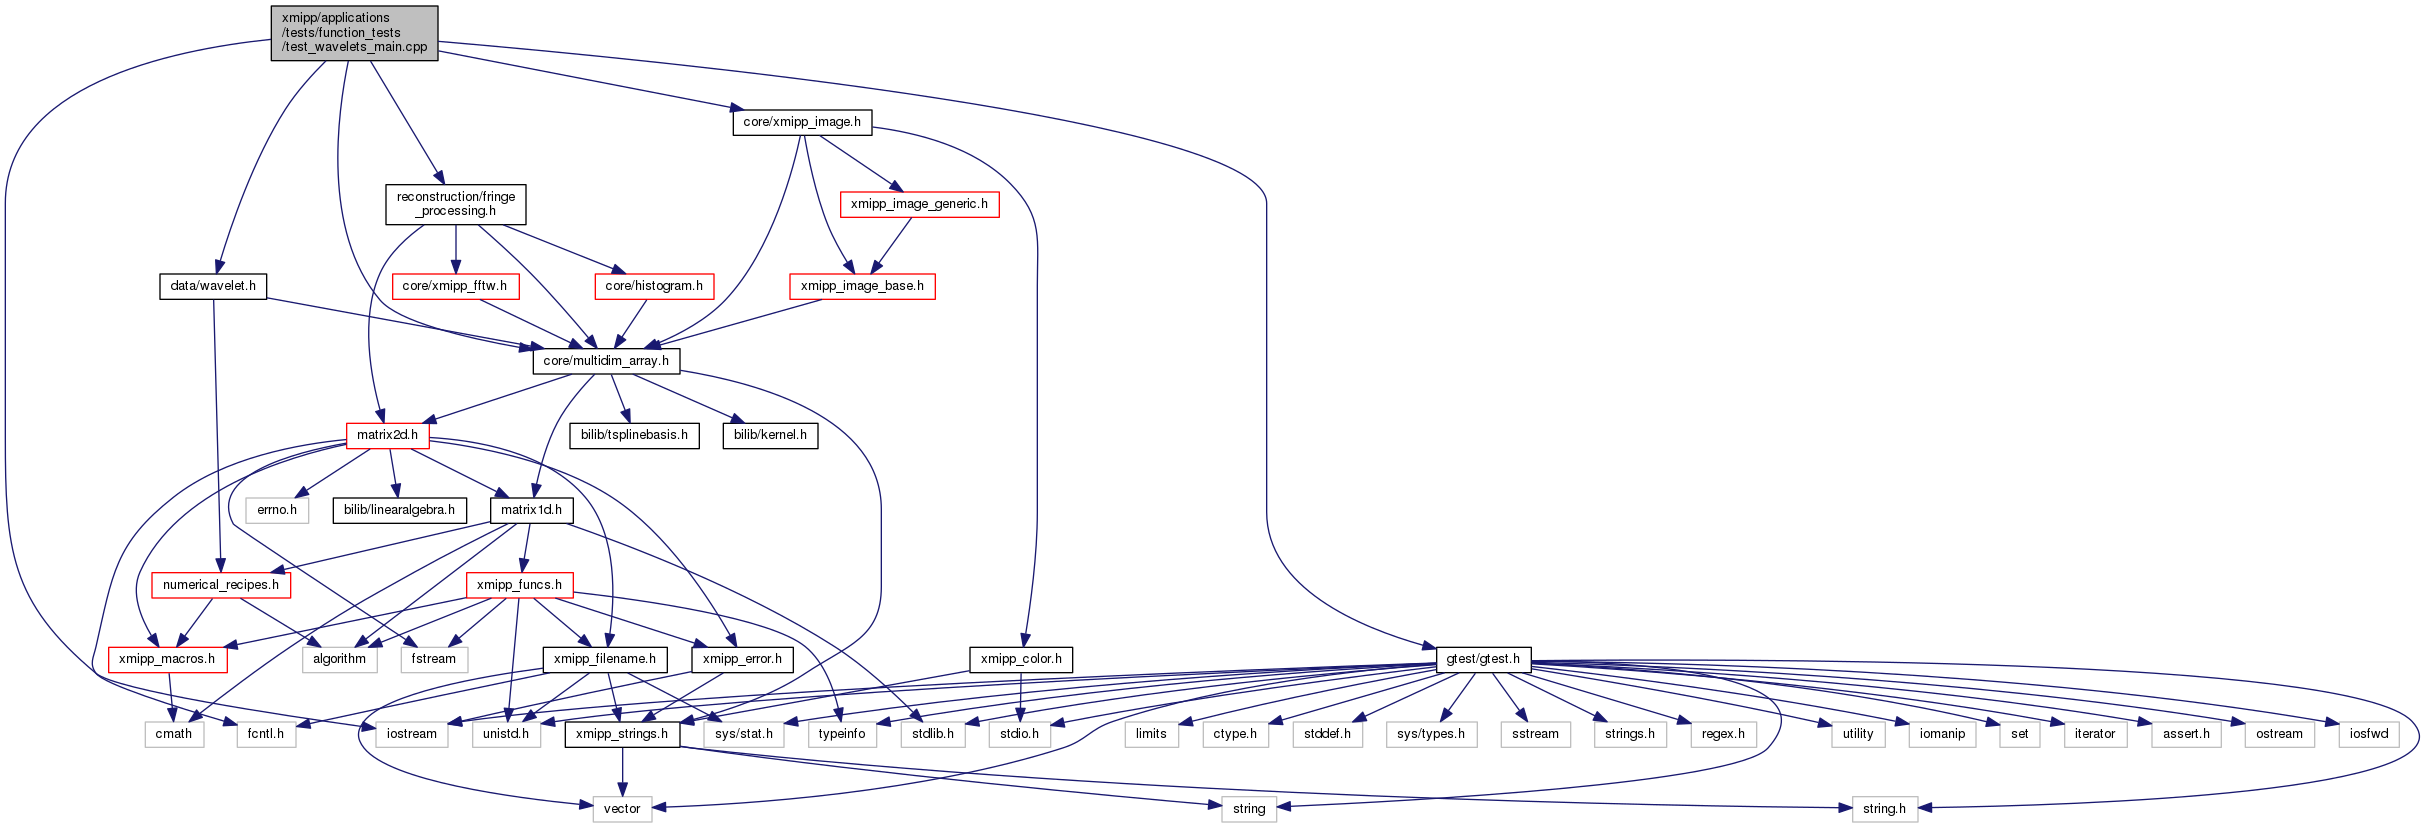 xmipp/applications
/tests/function_tests
/test_wavelets_main.cpp
core/xmipp_image.h
reconstruction/fringe
_processing.h
xmipp_image_generic.h
data/wavelet.h
core/xmipp_fftw.h
core/histogram.h
xmipp_image_base.h
core/multidim_array.h
matrix2d.h
bilib/tsplinebasis.h
bilib/kernel.h
errno.h
bilib/linearalgebra.h
matrix1d.h
numerical_recipes.h
xmipp_funcs.h
xmipp_macros.h
algorithm
fstream
xmipp_filename.h
xmipp_error.h
xmipp_color.h
gtest/gtest.h
cmath
fcntl.h
iostream
unistd.h
xmipp_strings.h
sys/stat.h
typeinfo
stdlib.h
stdio.h
limits
ctype.h
stddef.h
sys/types.h
sstream
strings.h
regex.h
utility
iomanip
set
iterator
assert.h
ostream
iosfwd
vector
string
string.h